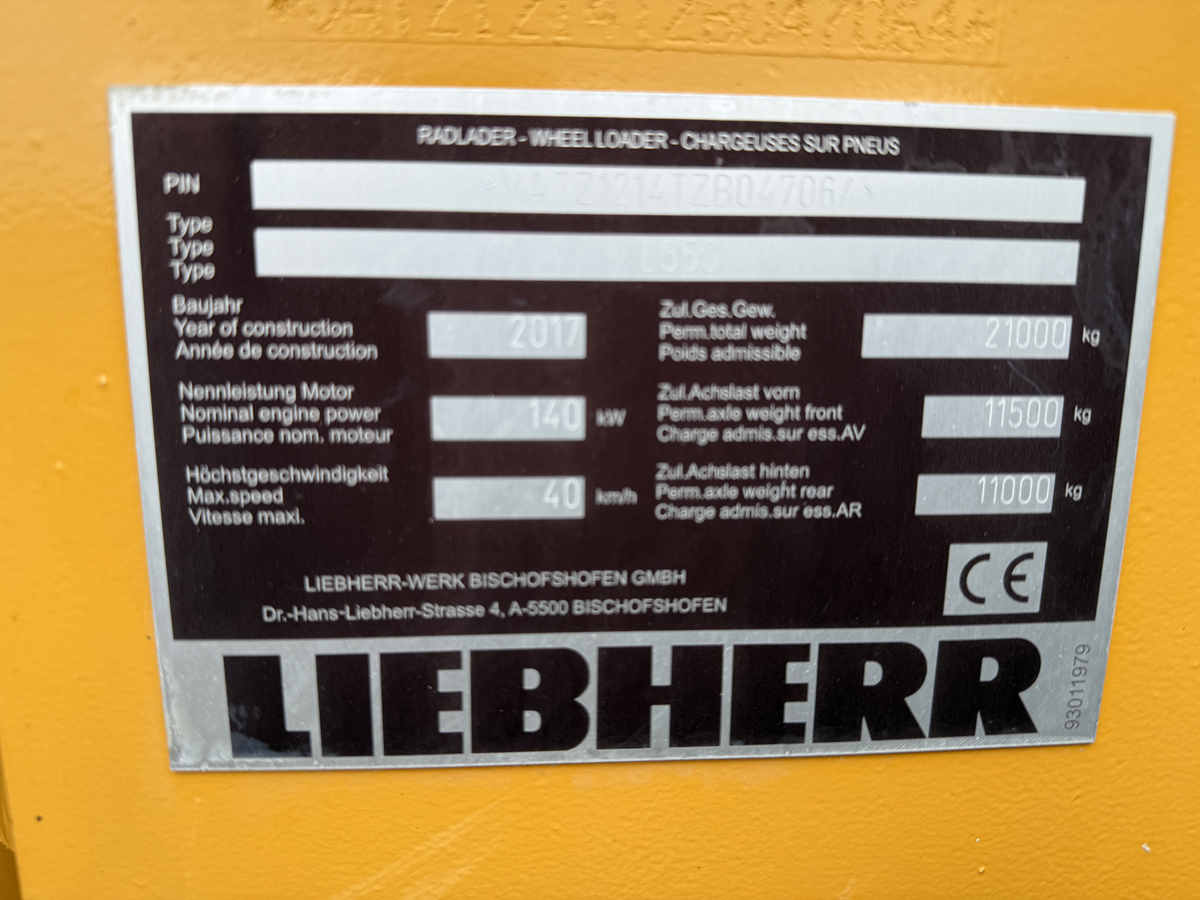 RADLADER - WHEEL LOADER - CHARGEUSES SUR PNEUS
PIN *VATZ1214TZB047064*
Type
Type
Type
Baujahr
Year of construction 2017
Année de construction
Zul.Ges.Gew.
Perm.total weight 21000 kg
Poids admissible
Nennleistung Motor
Nominal engine power 140 kW
Puissance nom. moteur
Zul.Achslast vorn
Perm.axle weight front 11500 kg
Charge admis.sur ess.AV
Höchstgeschwindigkeit
Max.speed 40 km/h
Vitesse maxi.
Zul.Achslast hinten
Perm.axle weight rear 11000 kg
Charge admis.sur ess.AR
CE
LIEBHERR-WERK BISCHOFSHOFEN GMBH
Dr.-Hans-Liebherr-Strasse 4, A-5500 BISCHOFSHOFEN
LIEBHERR
93011979